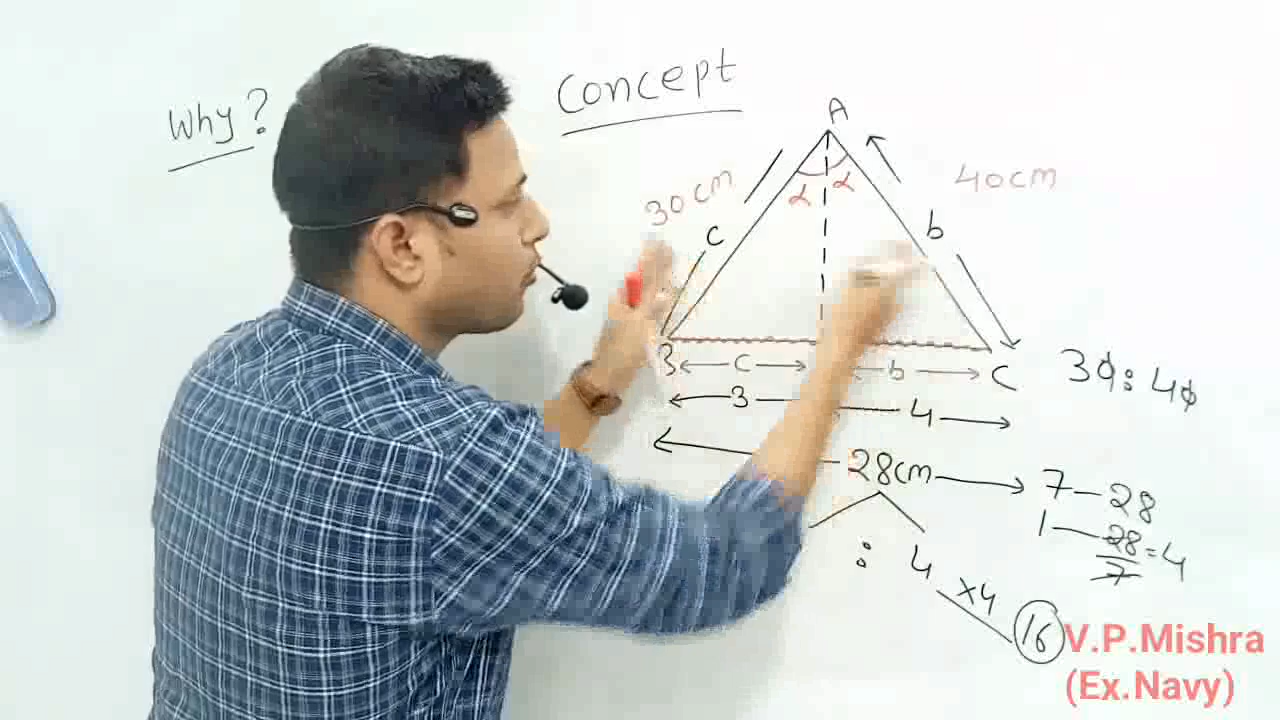 Why?
Concept
A
α α
30cm
40cm
c
b
B
C
c
b
3
4
28cm
30:40
7—28
1—28/7=4
: 4 ×4
16
V.P.Mishra
(Ex.Navy)